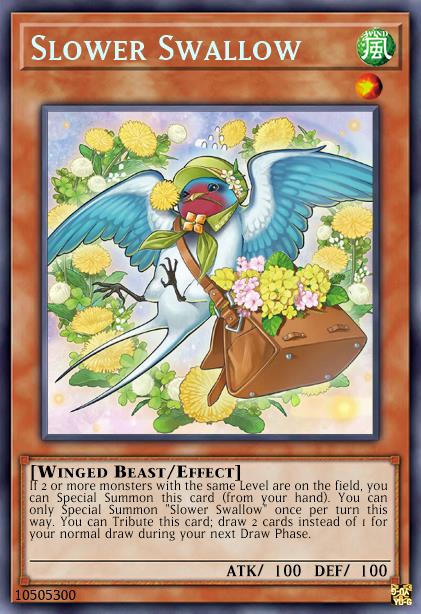 Slower Swallow
WIND
風
[Winged Beast/Effect]
If 2 or more monsters with the same Level are on the field, you
can Special Summon this card (from your hand). You can
only Special Summon "Slower Swallow" once per turn this
way. You can Tribute this card; draw 2 cards instead of 1 for
your normal draw during your next Draw Phase.
ATK/ 100 DEF/ 100
10505300